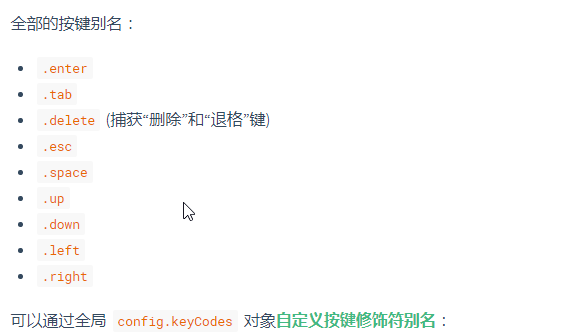 全部的按键别名：
.enter
.tab
.delete (捕获“删除”和“退格”键)
.esc
.space
.up
.down
.left
.right
可以通过全局 config.keyCodes 对象自定义按键修饰符别名：